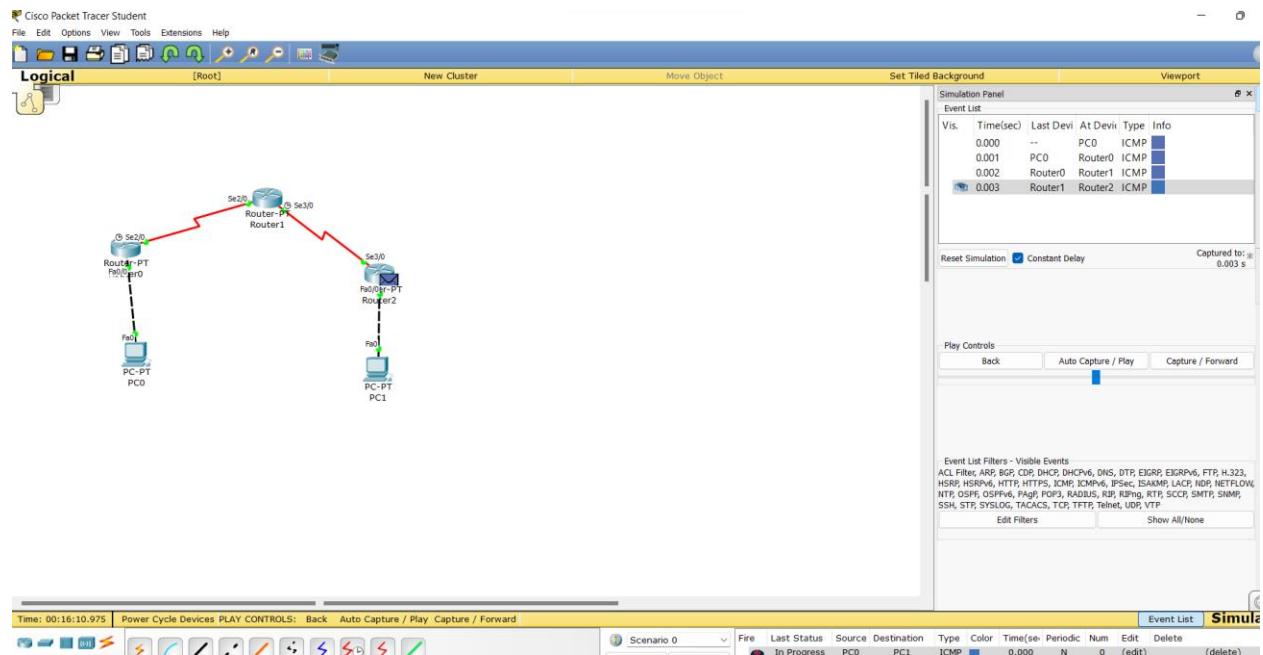 Cisco Packet Tracer Student
File Edit Options View Tools Extensions Help
Logical [Root] New Cluster Move Object Set Tiled Background Viewport
Simulation Panel
Event List
Vis. Time(sec) Last Devi At Devi Type Info
0.000 -- PC0 ICMP
0.001 PC0 Router0 ICMP
0.002 Router0 Router1 ICMP
0.003 Router1 Router2 ICMP
Reset Simulation Constant Delay Captured to:
0.003 s
Play Controls
Back Auto Capture / Play Capture / Forward
Event List Filters - Visible Events
ACL Filter, ARP, BGP, CDP, DHCP, DHCPv6, DNS, DTP, EIGRP, EIGRPv6, FTP, H.323,
HSRP, HSRPv6, HTTP, HTTPS, ICMP, ICMPv6, IPSec, ISAKMP, LACP, NDP, NETFLOW,
NTP, OSPF, OSPFv6, PAgP, POP3, RADIUS, RIP, RIPng, RTP, SCCP, SMTP, SNMP,
SSH, STP, SYSLOG, TACACS, TCP, TFTP, Telnet, UDP, VTP
Edit Filters Show All/None
Se2/0
Se3/0
Router-PT
Router1
Se2/0
Router-PT
Fa0/0
Se3/0
Fa0/0
Router2
Fa0
PC-PT
PC0
Fa0
PC-PT
PC1
Time: 00:16:10.975 Power Cycle Devices PLAY CONTROLS: Back Auto Capture / Play Capture / Forward Event List Simula
Scenario 0 Fire Last Status Source Destination Type Color Time(se Periodic Num Edit Delete
In Progress PC0 PC1 ICMP 0.000 N 0 (edit) (delete)